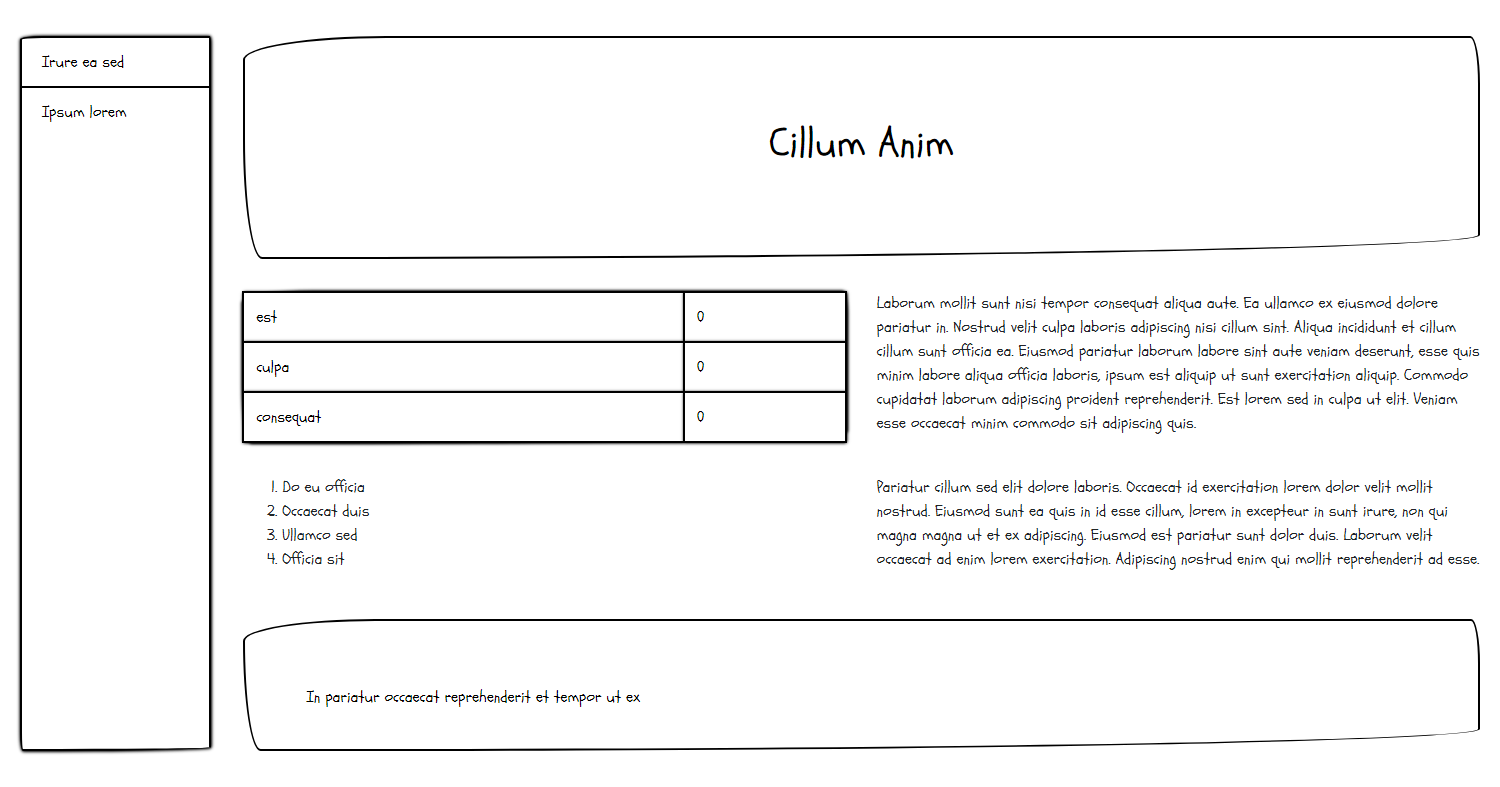 Irure ea sed
Ipsum lorem
Cillum Anim
est 0
culpa 0
consequat 0
Laborum mollit sunt nisi tempor consequat aliqua aute. Ea ullamco ex eiusmod dolore
pariatur in. Nostrud velit culpa laboris adipiscing nisi cillum sint. Aliqua incididunt et cillum
cillum sunt officia ea. Eiusmod pariatur laborum labore sint aute veniam deserunt, esse quis
minim labore aliqua officia laboris, ipsum est aliquip ut sunt exercitation aliquip. Commodo
cupidatat laborum adipiscing proident reprehenderit. Est lorem sed in culpa ut elit. Veniam
esse occaecat minim commodo sit adipiscing quis.
1. Do eu officia
2. Occaecat duis
3. Ullamco sed
4. Officia sit
Pariatur cillum sed elit dolore laboris. Occaecat id exercitation lorem dolor velit mollit
nostrud. Eiusmod sunt ea quis in id esse cillum, lorem in excepteur in sunt irure, non qui
magna magna ut et ex adipiscing. Eiusmod est pariatur sunt dolor duis. Laborum velit
occaecat ad enim lorem exercitation. Adipiscing nostrud enim qui mollit reprehenderit ad esse.
In pariatur occaecat reprehenderit et tempor ut ex